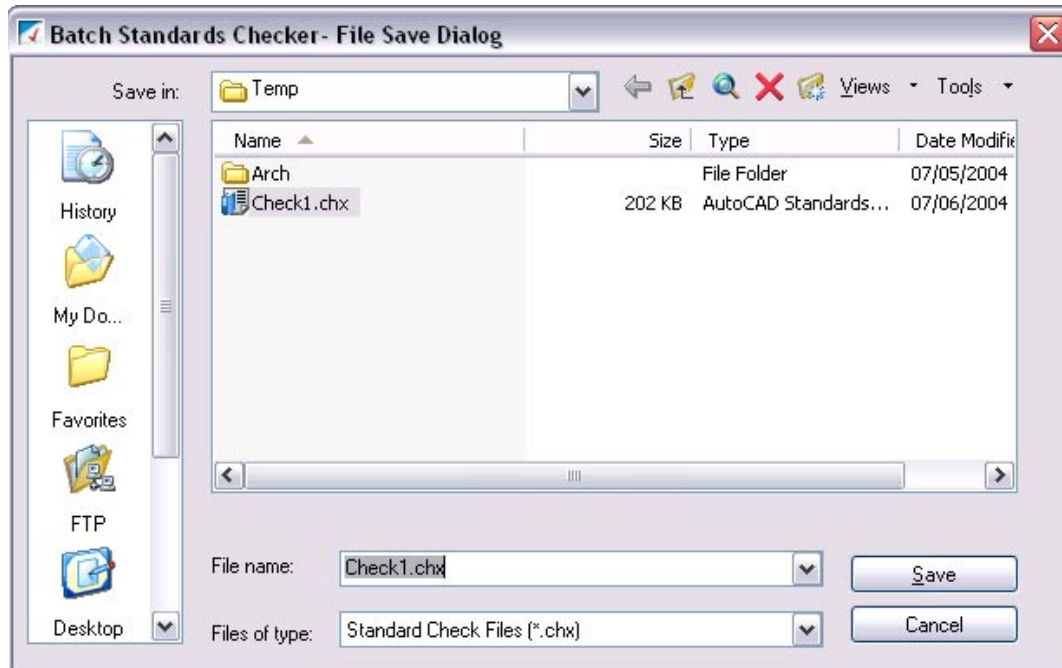 Batch Standards Checker- File Save Dialog
Save in:
Temp
Views
Tools
Name
Size
Type
Date Modifie
Arch
File Folder
07/05/2004
Check1.chx
202 KB
AutoCAD Standards...
07/06/2004
History
My Do...
Favorites
FTP
Desktop
File name:
Check1.chx
Save
Files of type:
Standard Check Files (*.chx)
Cancel